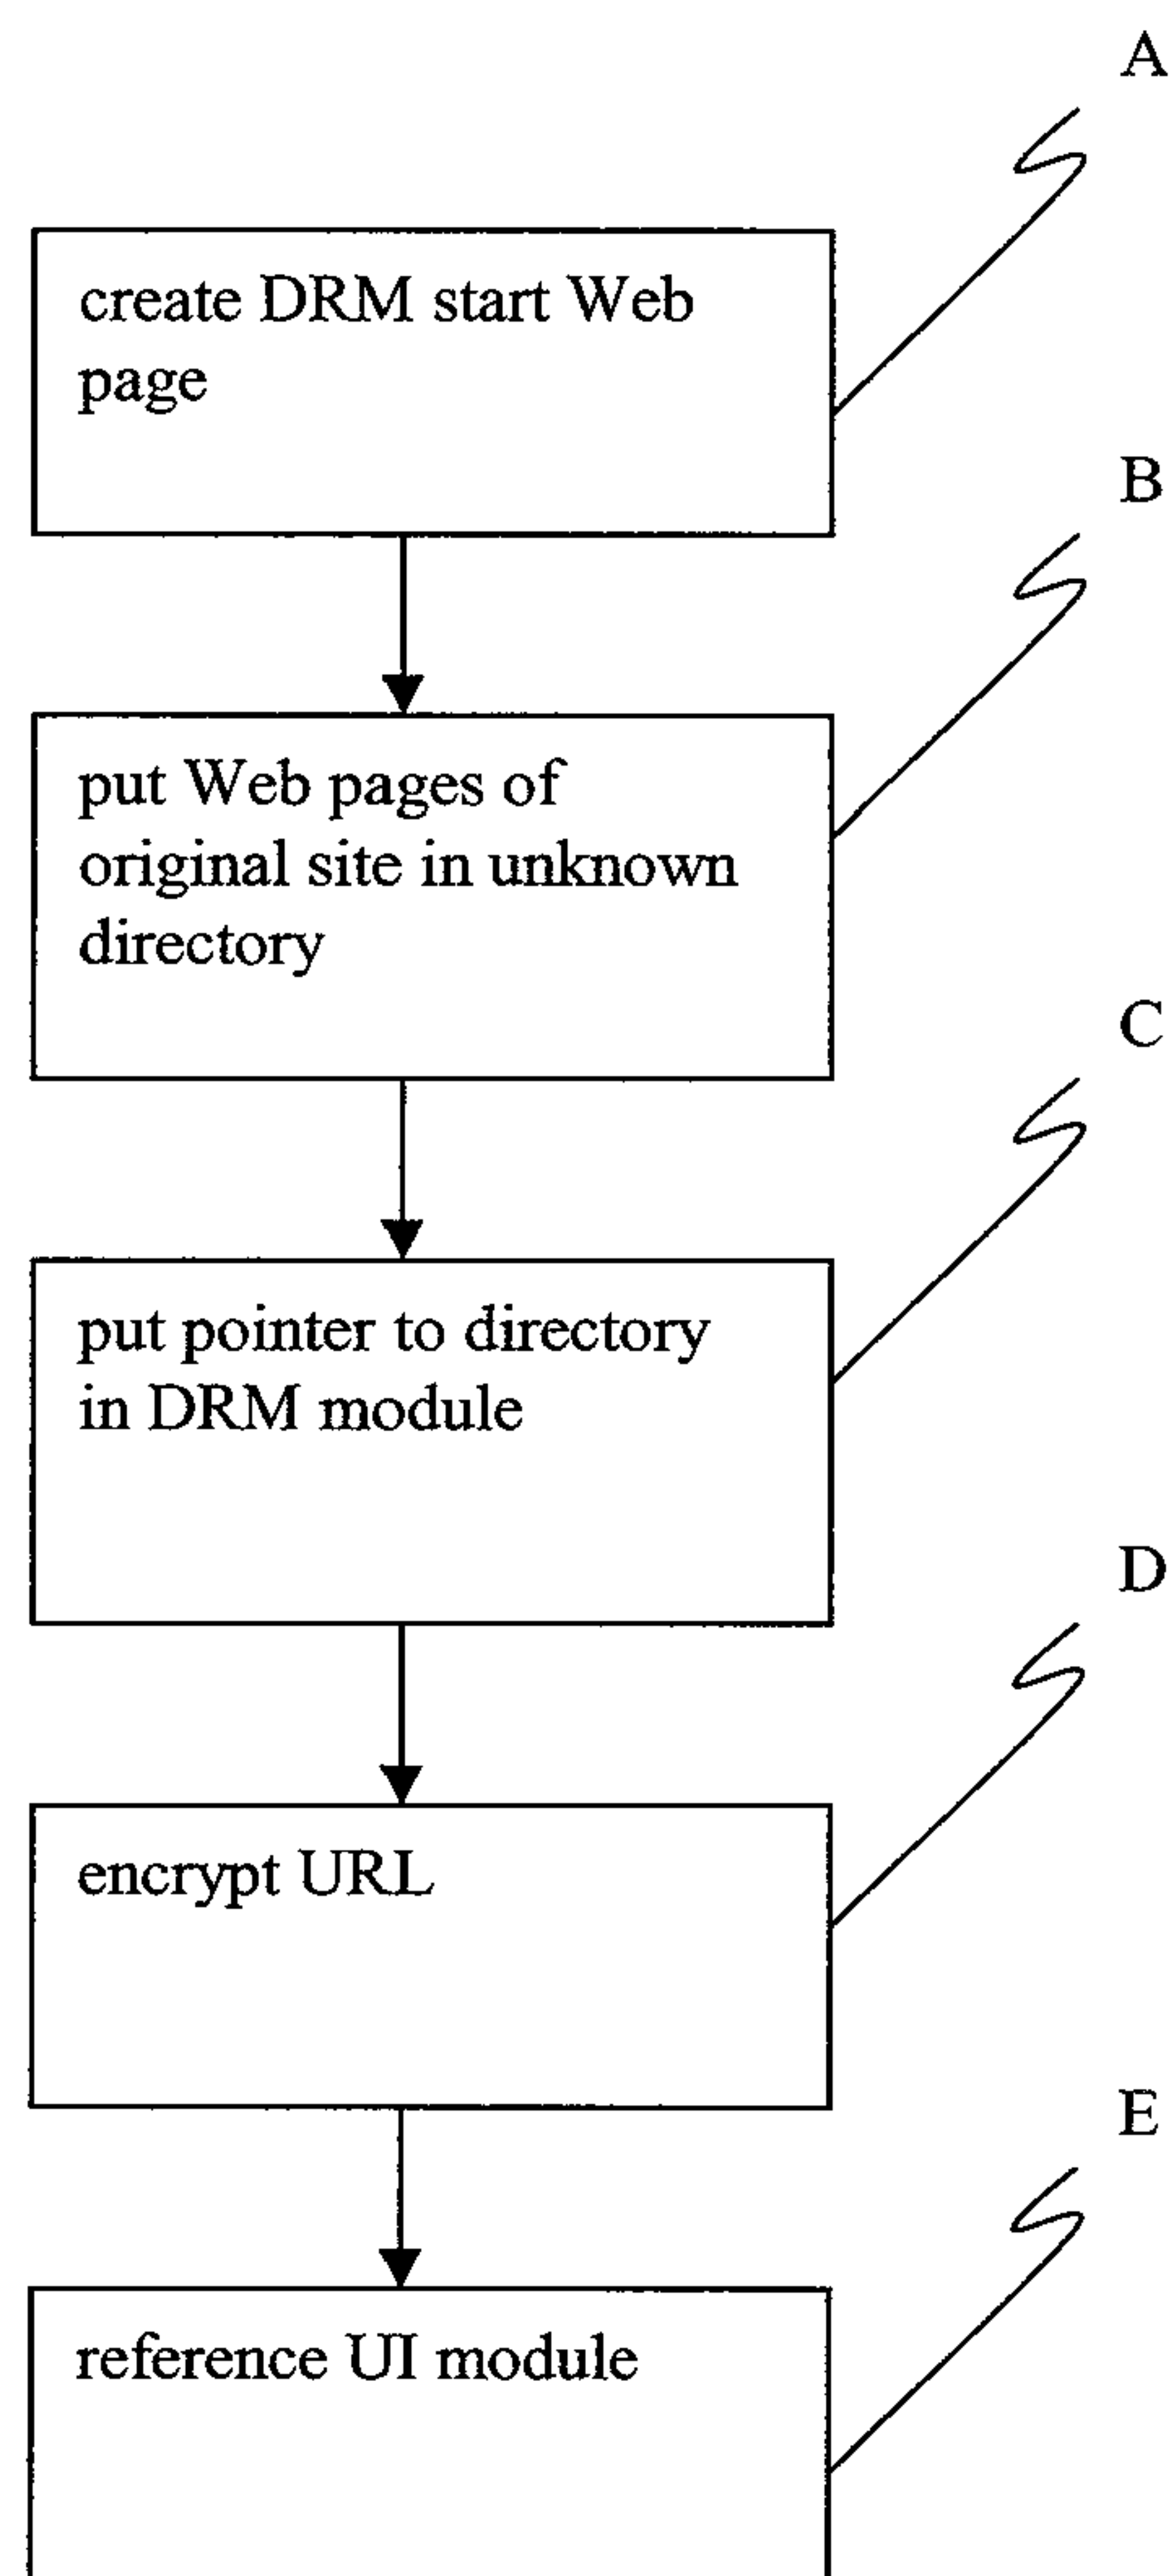 A
create DRM start Web
page
B
put Web pages of
original site in unknown
directory
C
put pointer to directory
in DRM module
D
encrypt URL
E
reference UI module